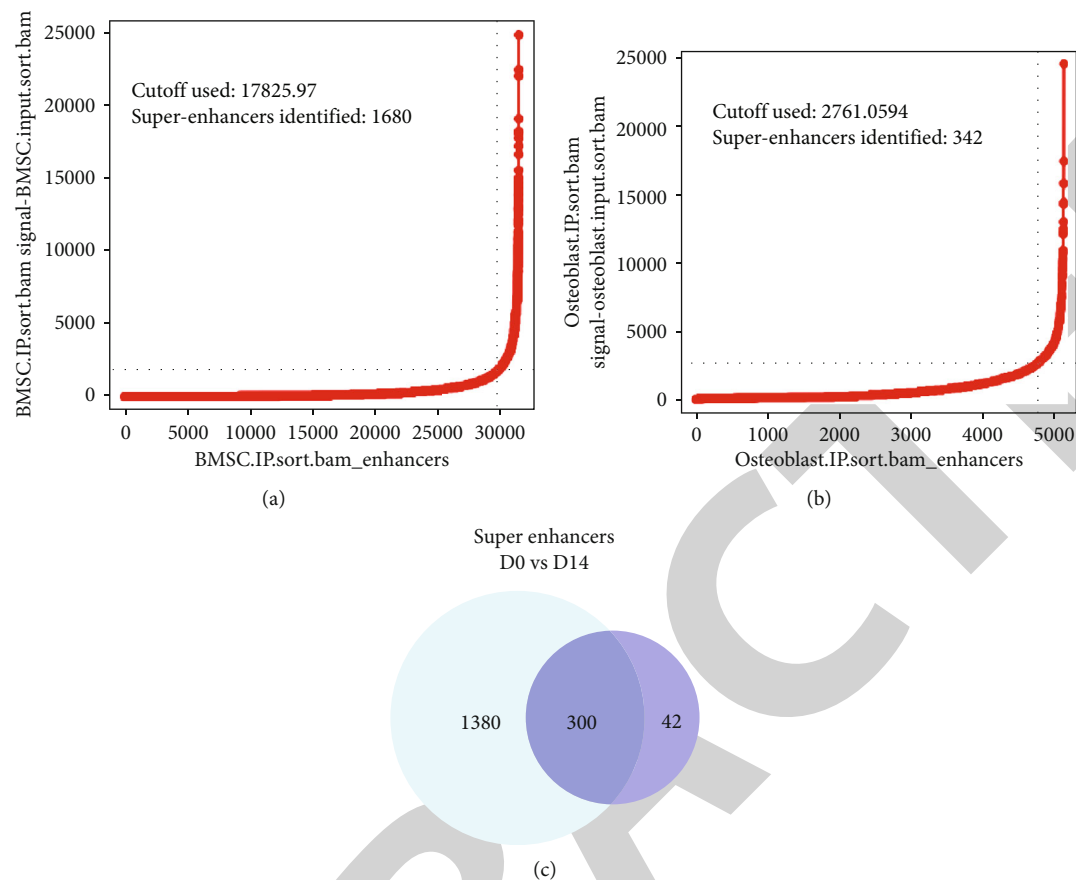 BMSC.IP.sort.bam signal-BMSC.input.sort.bam
25000
20000
15000
10000
5000
0
Cutoff used: 17825.97
Super-enhancers identified: 1680
0 5000 10000 15000 20000 25000 30000
BMSC.IP.sort.bam_enhancers
(a)
Osteoblast.IP.sort.bam
signal-osteoblast.input.sort.bam
25000
20000
15000
10000
5000
0
Cutoff used: 2761.0594
Super-enhancers identified: 342
0 1000 2000 3000 4000 5000
Osteoblast.IP.sort.bam_enhancers
(b)
Super enhancers
D0 vs D14
1380 300 42
(c)